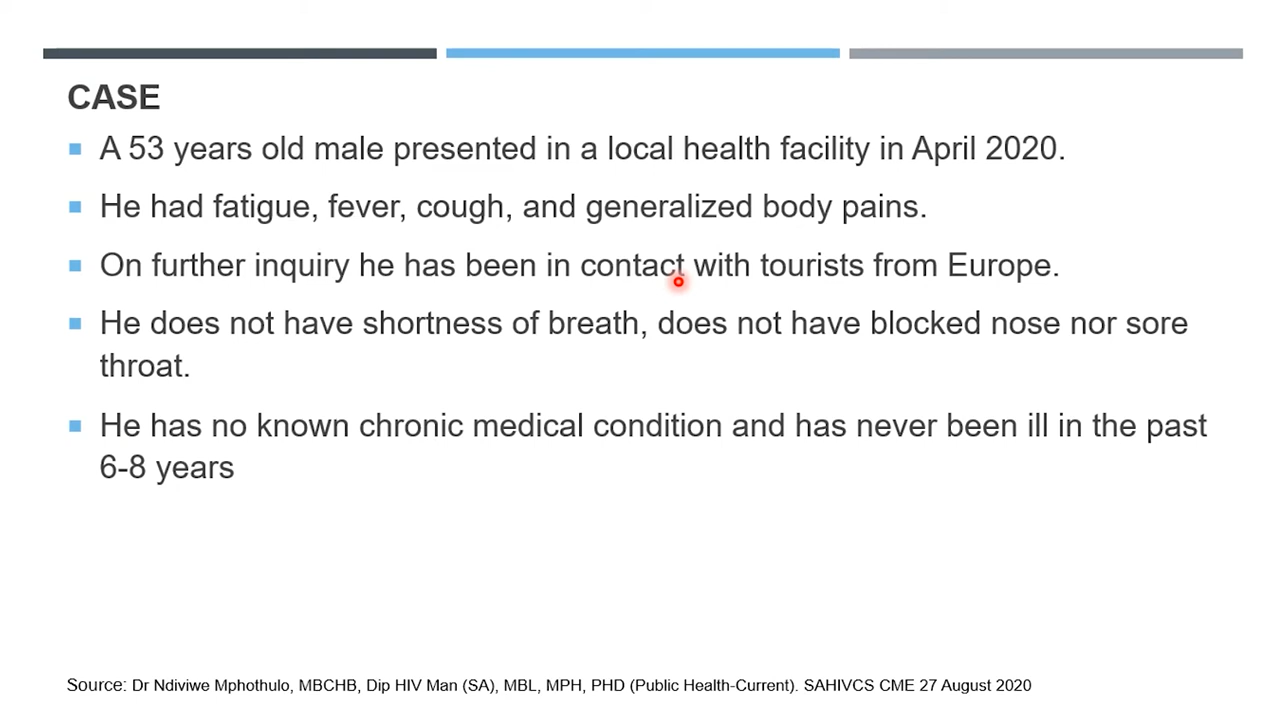 CASE
A 53 years old male presented in a local health facility in April 2020.
He had fatigue, fever, cough, and generalized body pains.
On further inquiry he has been in contact with tourists from Europe.
He does not have shortness of breath, does not have blocked nose nor sore
throat.
He has no known chronic medical condition and has never been ill in the past
6-8 years
Source: Dr Ndiviwe Mphothulo, MBCHB, Dip HIV Man (SA), MBL, MPH, PHD (Public Health-Current). SAHIVCS CME 27 August 2020